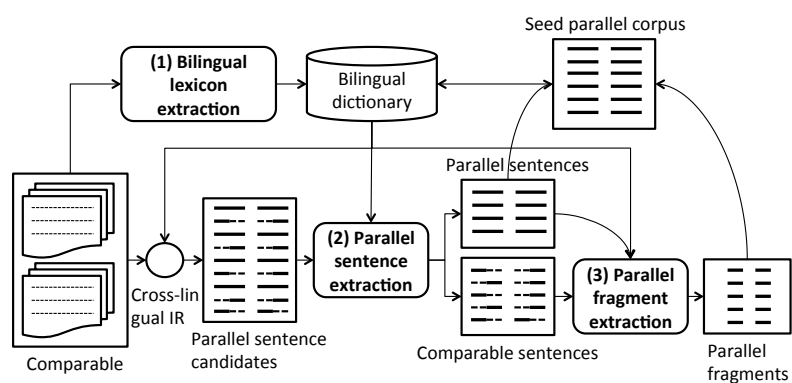 Seed parallel corpus
(1) Bilingual
lexicon
extraction
Bilingual
dictionary
Parallel sentences
(2) Parallel
sentence
extraction
(3) Parallel
fragment
extraction
Cross-lin
gual IR
Comparable
Parallel sentence
candidates
Comparable sentences
Parallel
fragments